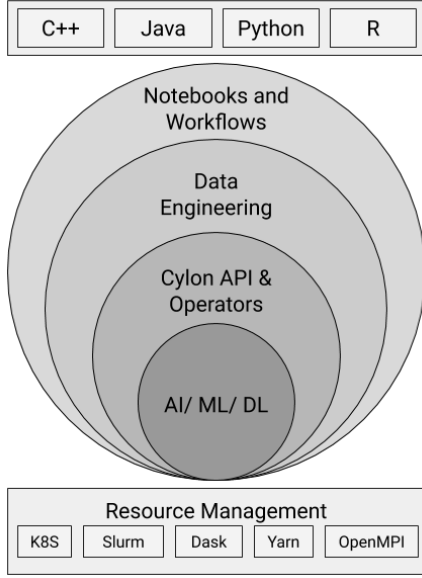 C++ Java Python R
Notebooks and
Workflows
Data
Engineering
Cylon API &
Operators
AI/ ML/ DL
Resource Management
K8S Slurm Dask Yarn OpenMPI